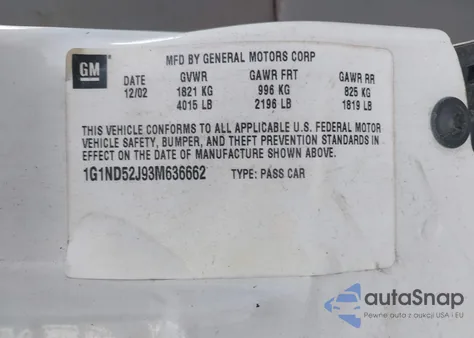 GM
MFD BY GENERAL MOTORS CORP
DATE GVWR GAWR FRT GAWR RR
12/02 1821 KG 996 KG 825 KG
4015 LB 2196 LB 1819 LB
THIS VEHICLE CONFORMS TO ALL APPLICABLE U.S. FEDERAL MOTOR
VEHICLE SAFETY, BUMPER, AND THEFT PREVENTION STANDARDS IN
EFFECT ON THE DATE OF MANUFACTURE SHOWN ABOVE.
1G1ND52J93M636662 TYPE: PASS CAR
autoSnap
Pewne auto z aukcji USA i EU